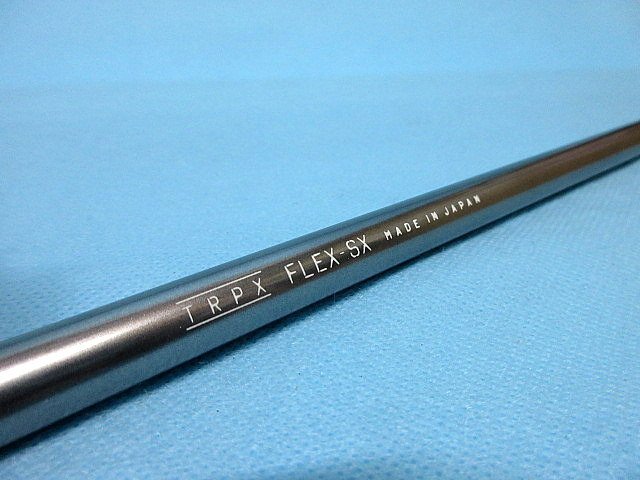 TRPX FLEX-SX MADE IN JAPAN